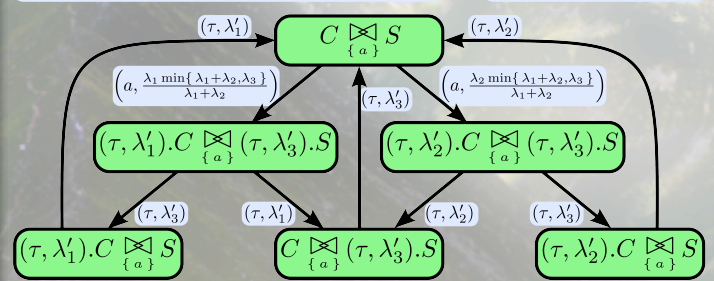 (τ, λ′₁) C ⋈ S (τ, λ′₂)
{ a }
(a, λ₁ min{ λ₁+λ₂,λ₃ } / λ₁+λ₂) (τ, λ′₃) (a, λ₂ min{ λ₁+λ₂,λ₃ } / λ₁+λ₂)
(τ, λ′₁).C ⋈ (τ, λ′₃).S (τ, λ′₂).C ⋈ (τ, λ′₃).S
{ a } { a }
(τ, λ′₃) (τ, λ′₁) (τ, λ′₂) (τ, λ′₃)
(τ, λ′₁).C ⋈ S C ⋈ (τ, λ′₃).S (τ, λ′₂).C ⋈ S
{ a } { a } { a }